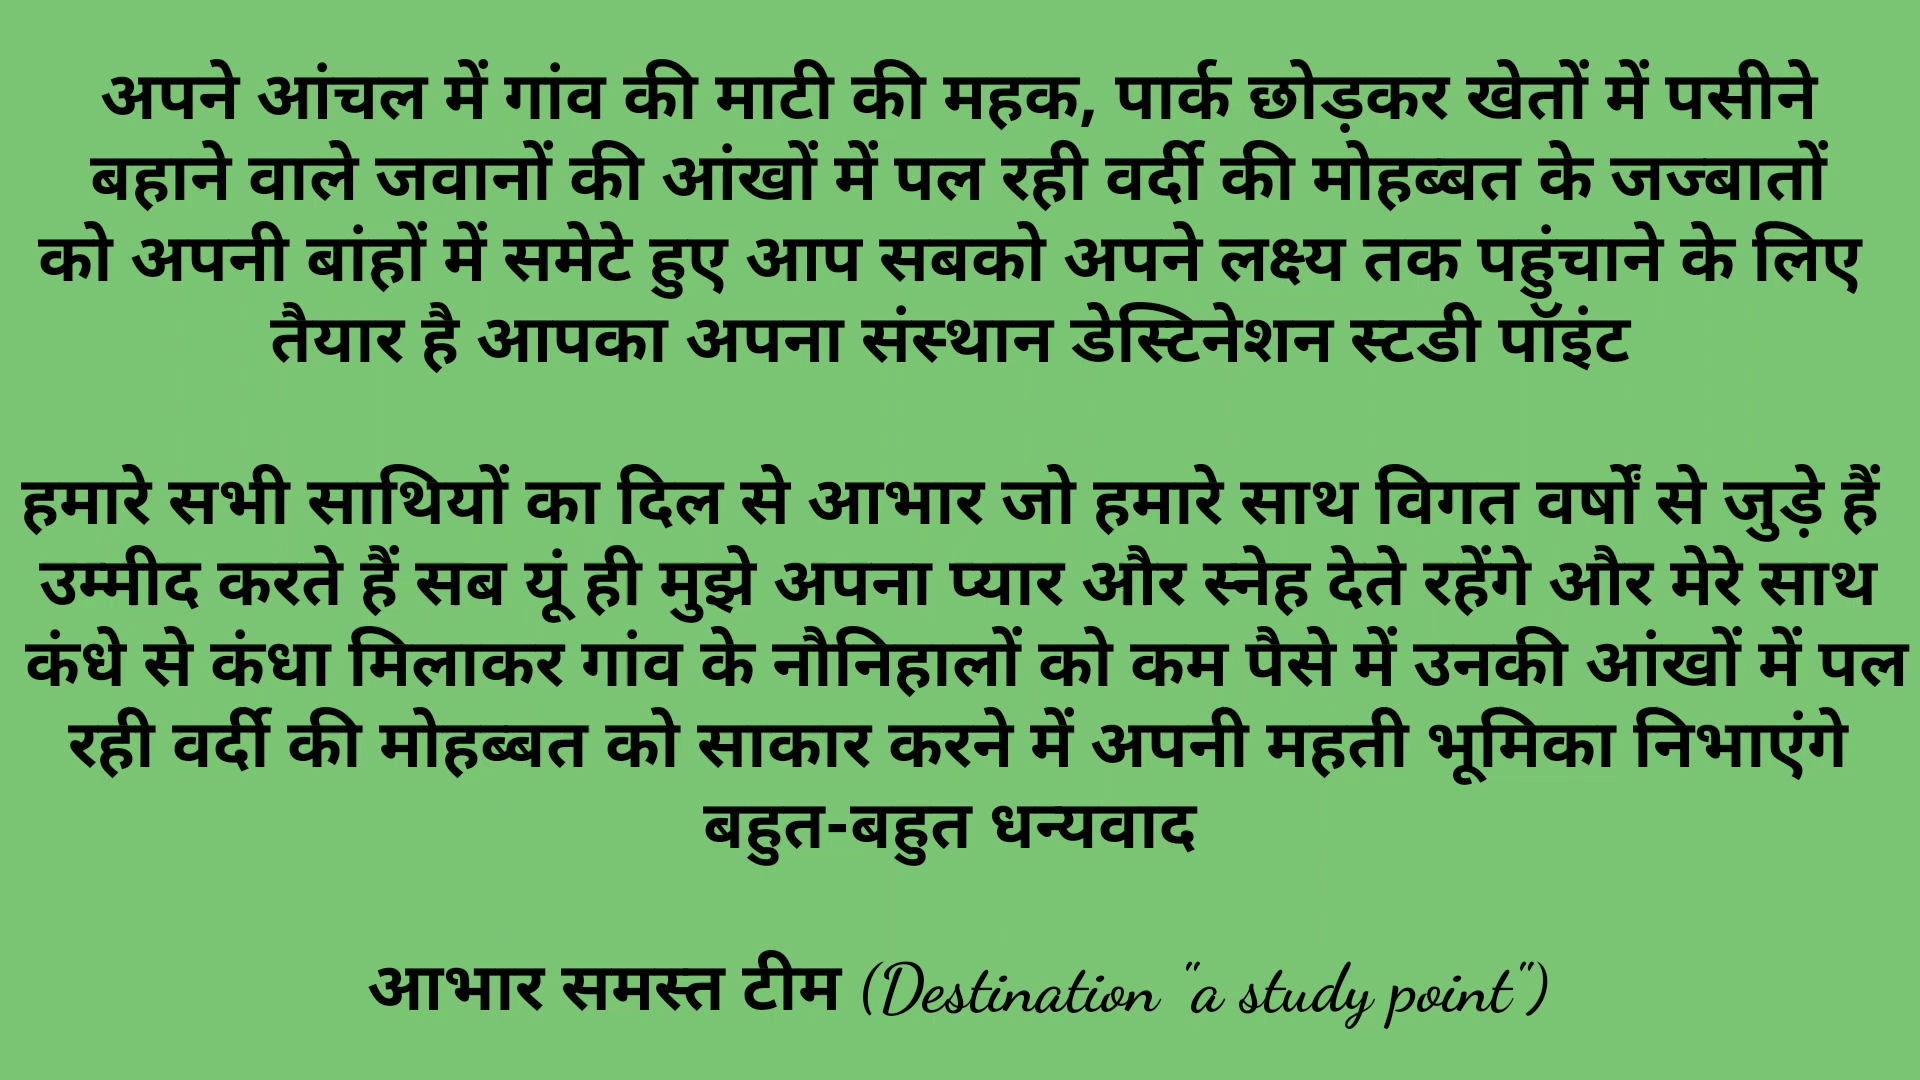 अपने आंचल में गांव की माटी की महक, पार्क छोड़कर खेतों में पसीने
बहाने वाले जवानों की आंखों में पल रही वर्दी की मोहब्बत के जज्बातों
को अपनी बांहों में समेटे हुए आप सबको अपने लक्ष्य तक पहुंचाने के लिए
तैयार है आपका अपना संस्थान डेस्टिनेशन स्टडी पॉइंट
हमारे सभी साथियों का दिल से आभार जो हमारे साथ विगत वर्षों से जुड़े हैं
उम्मीद करते हैं सब यूं ही मुझे अपना प्यार और स्नेह देते रहेंगे और मेरे साथ
कंधे से कंधा मिलाकर गांव के नौनिहालों को कम पैसे में उनकी आंखों में पल
रही वर्दी की मोहब्बत को साकार करने में अपनी महती भूमिका निभाएंगे
बहुत-बहुत धन्यवाद
आभार समस्त टीम (Destination "a study point")